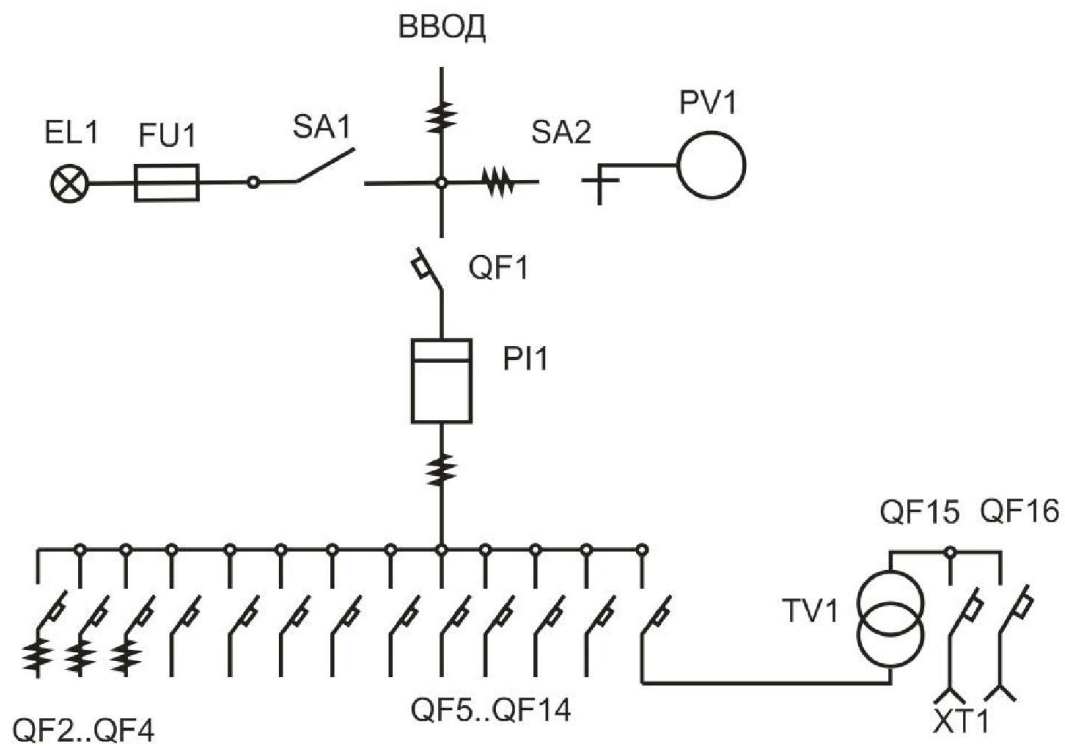 ВВОД
EL1
FU1
SA1
SA2
PV1
QF1
PI1
QF15
QF16
TV1
QF2..QF4
QF5..QF14
XT1